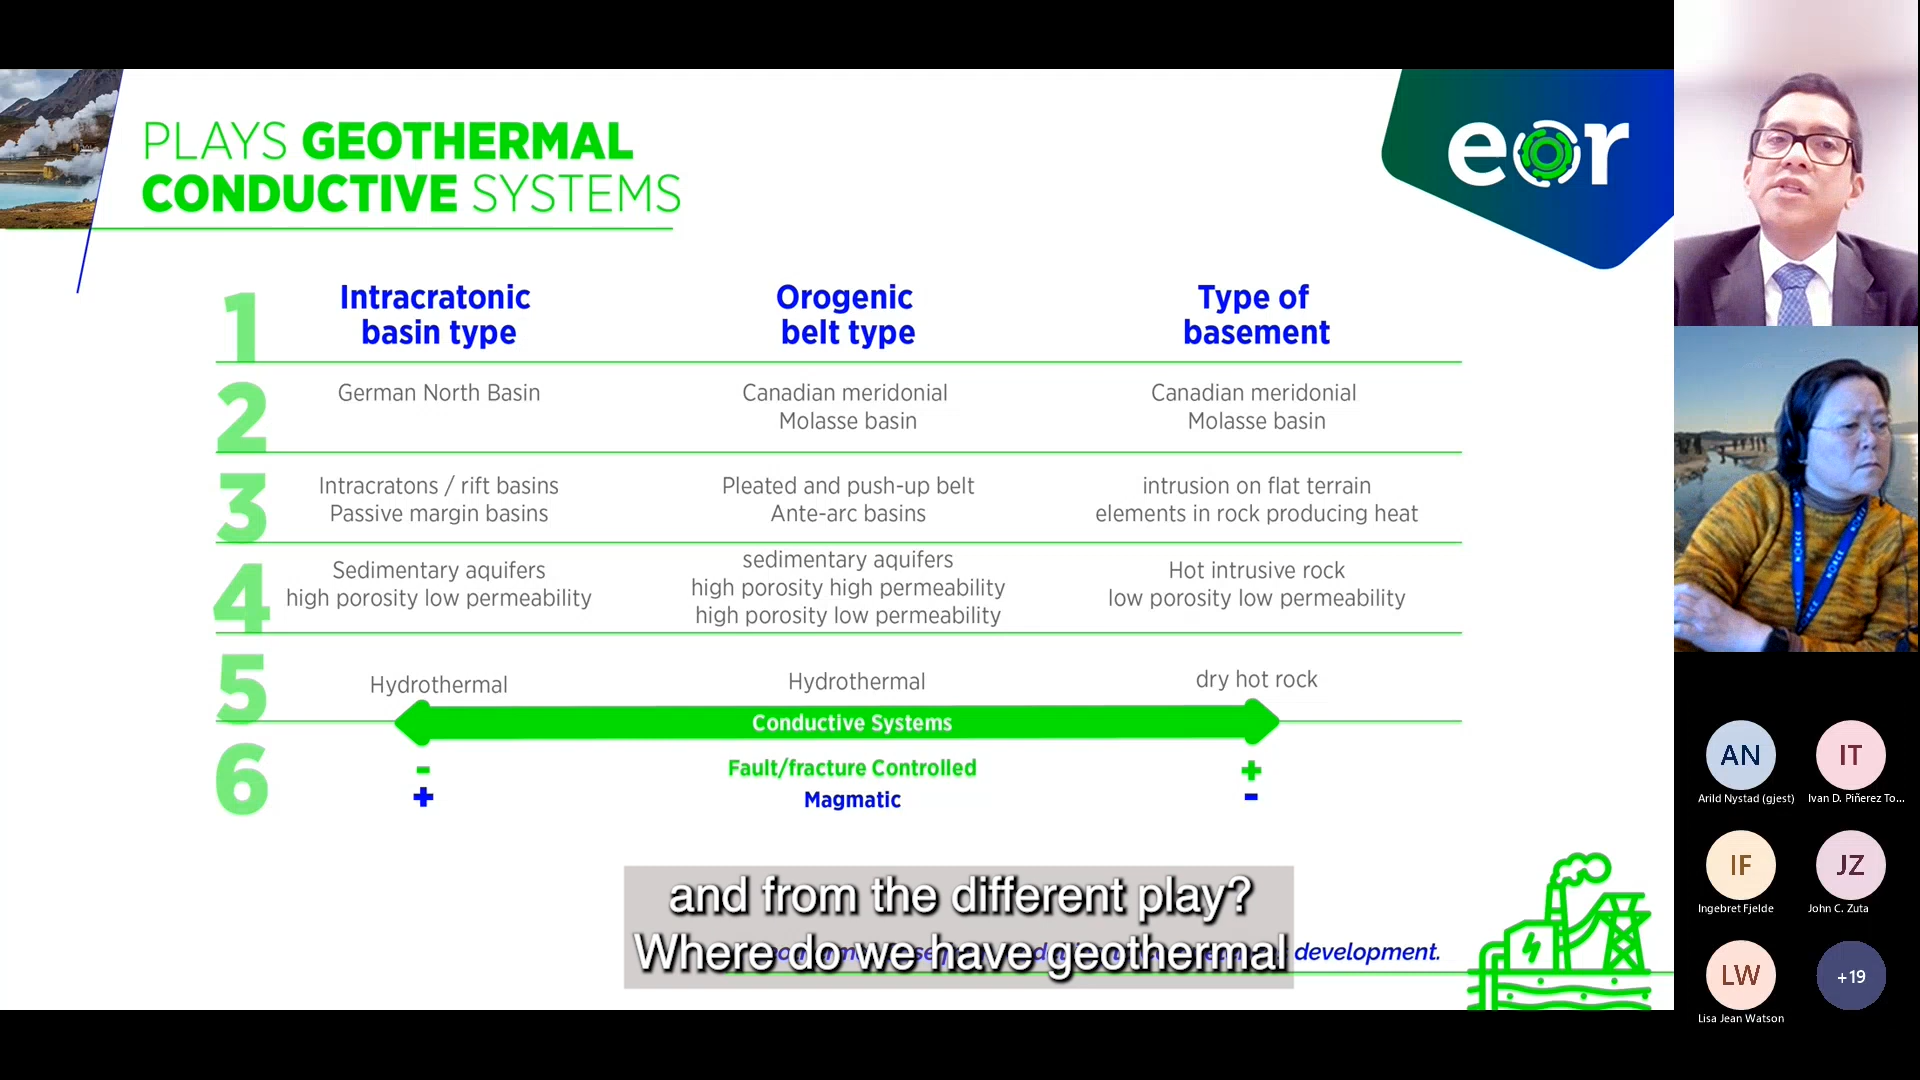 PLAYS GEOTHERMAL
CONDUCTIVE SYSTEMS
eor
1
Intracratonic
basin type
Orogenic
belt type
Type of
basement
2
German North Basin
Canadian meridonial
Molasse basin
Canadian meridonial
Molasse basin
3
Intracratons / rift basins
Passive margin basins
Pleated and push-up belt
Ante-arc basins
intrusion on flat terrain
elements in rock producing heat
4
Sedimentary aquifers
high porosity low permeability
sedimentary aquifers
high porosity high permeability
high porosity low permeability
Hot intrusive rock
low porosity low permeability
5
Hydrothermal
Hydrothermal
dry hot rock
Conductive Systems
6
-
Fault/fracture Controlled
+
+
Magmatic
-
and from the different play?
Where do we have geothermal
development.
NORCE
NORCE
AN
Arild Nystad (gjest)
IT
Ivan D. Piñerez To...
IF
Ingebret Fjelde
JZ
John C. Zuta
LW
Lisa Jean Watson
+19